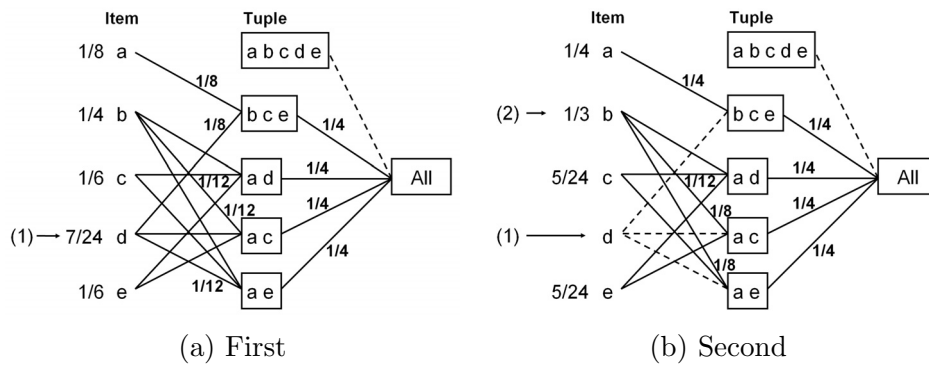 Item Tuple
1/8 a
a b c d e
1/8
1/4 b
1/8
b c e
1/4
1/6 c
1/12
a d
1/4
All
1/12
1/4
(1) 7/24 d
a c
1/4
1/6 e
1/12
a e
(a) First
Item Tuple
1/4 a
a b c d e
1/4
(2) 1/3 b
b c e
1/4
5/24 c
1/12
a d
1/4
All
1/8
1/4
(1) d
a c
1/8
1/4
5/24 e
a e
(b) Second